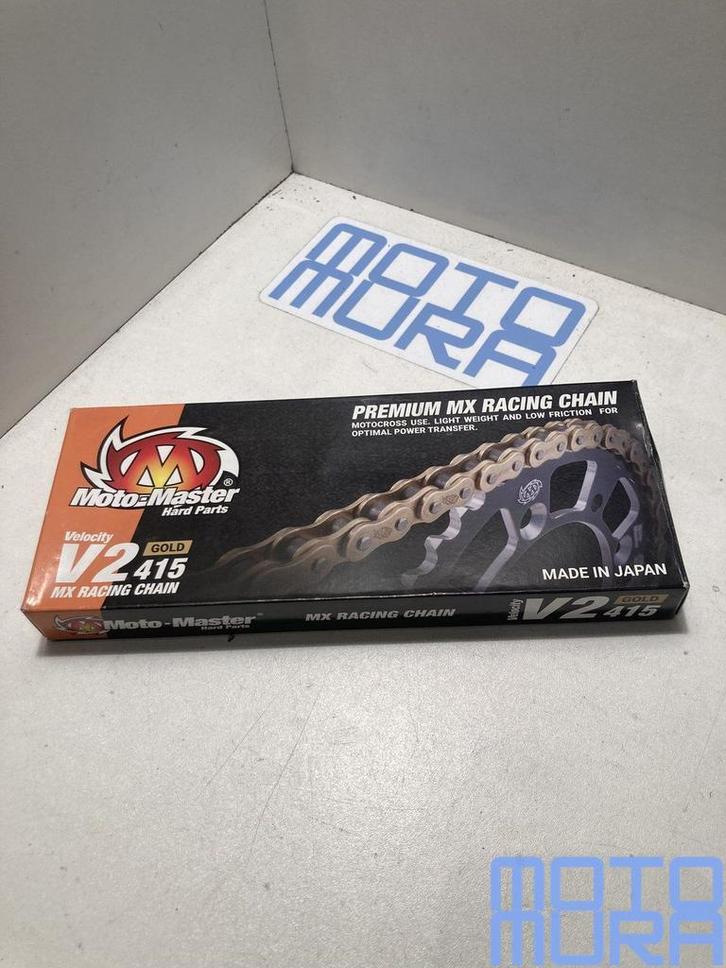 MOTO
MORA
PREMIUM MX RACING CHAIN
MOTOCROSS USE. LIGHT WEIGHT AND LOW FRICTION FOR
OPTIMAL POWER TRANSFER.
Moto-Master®
Hard Parts
Velocity
V2 415 GOLD
MX RACING CHAIN
MADE IN JAPAN
Moto-Master®
Hard Parts
MX RACING CHAIN
Velocity V2 415 GOLD
MOTO
MORA